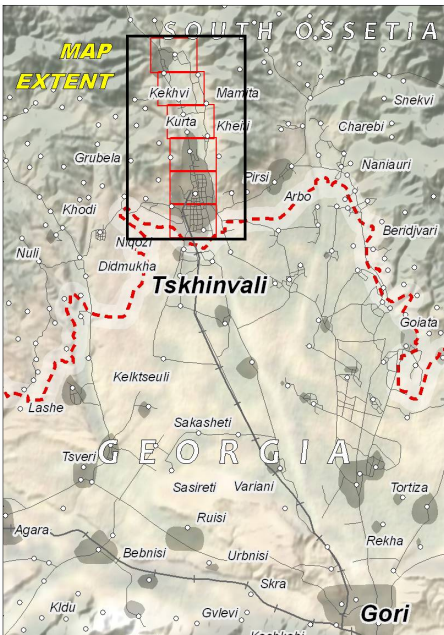 SOUTH OSSETIA
MAP
EXTENT
Kekhvi
Mamita
Snekvi
Kurta
Kheiti
Charebi
Grubela
Naniauri
Pirsi
Arbo
Khodi
Beridjvari
Niqozi
Nuli
Didmukha
Tskhinvali
Goiata
Kelktseuli
Lashe
Sakasheti
GEORGIA
Tsveri
Sasireti
Variani
Tortiza
Ruisi
Agara
Rekha
Bebnisi
Urbnisi
Skra
Kldu
Gvlevi
Gori